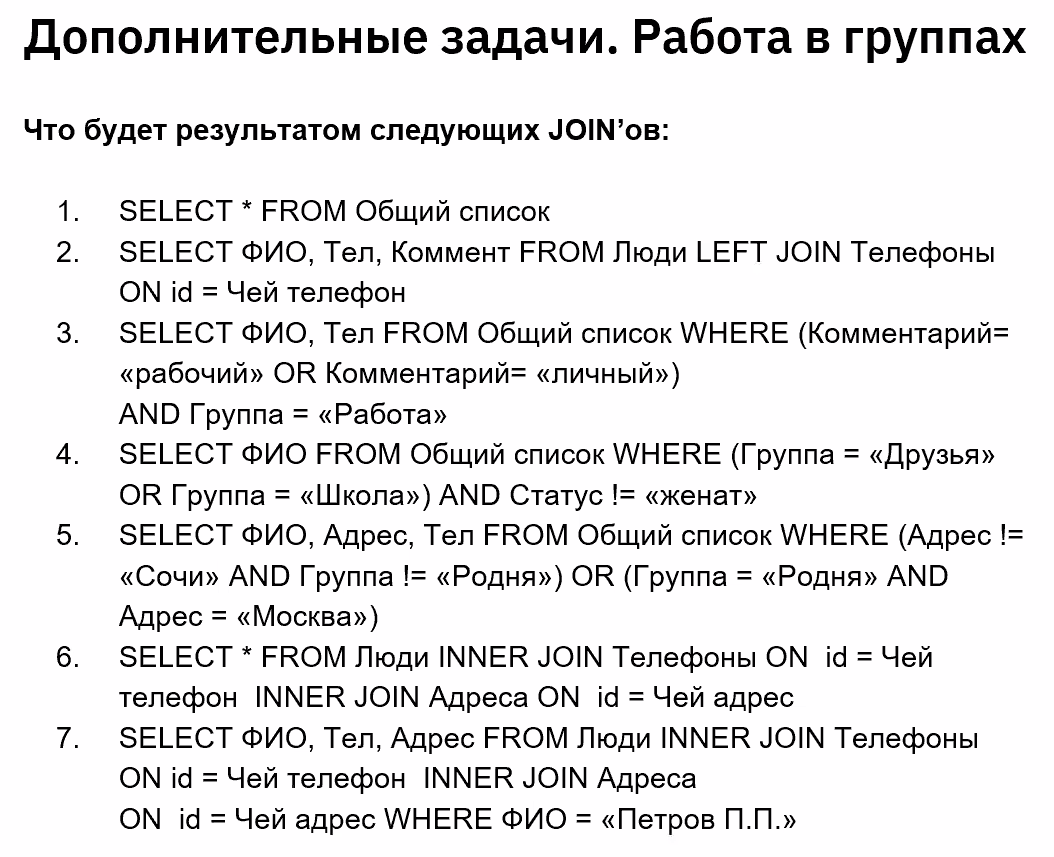 Дополнительные задачи. Работа в группах
Что будет результатом следующих JOIN’ов:
1. SELECT * FROM Общий список
2. SELECT ФИО, Тел, Коммент FROM Люди LEFT JOIN Телефоны
ON id = Чей телефон
3. SELECT ФИО, Тел FROM Общий список WHERE (Комментарий=
«рабочий» OR Комментарий= «личный»)
AND Группа = «Работа»
4. SELECT ФИО FROM Общий список WHERE (Группа = «Друзья»
OR Группа = «Школа») AND Статус != «женат»
5. SELECT ФИО, Адрес, Тел FROM Общий список WHERE (Адрес !=
«Сочи» AND Группа != «Родня») OR (Группа = «Родня» AND
Адрес = «Москва»)
6. SELECT * FROM Люди INNER JOIN Телефоны ON  id = Чей
телефон  INNER JOIN Адреса ON  id = Чей адрес
7. SELECT ФИО, Тел, Адрес FROM Люди INNER JOIN Телефоны
ON id = Чей телефон  INNER JOIN Адреса
ON  id = Чей адрес WHERE ФИО = «Петров П.П.»